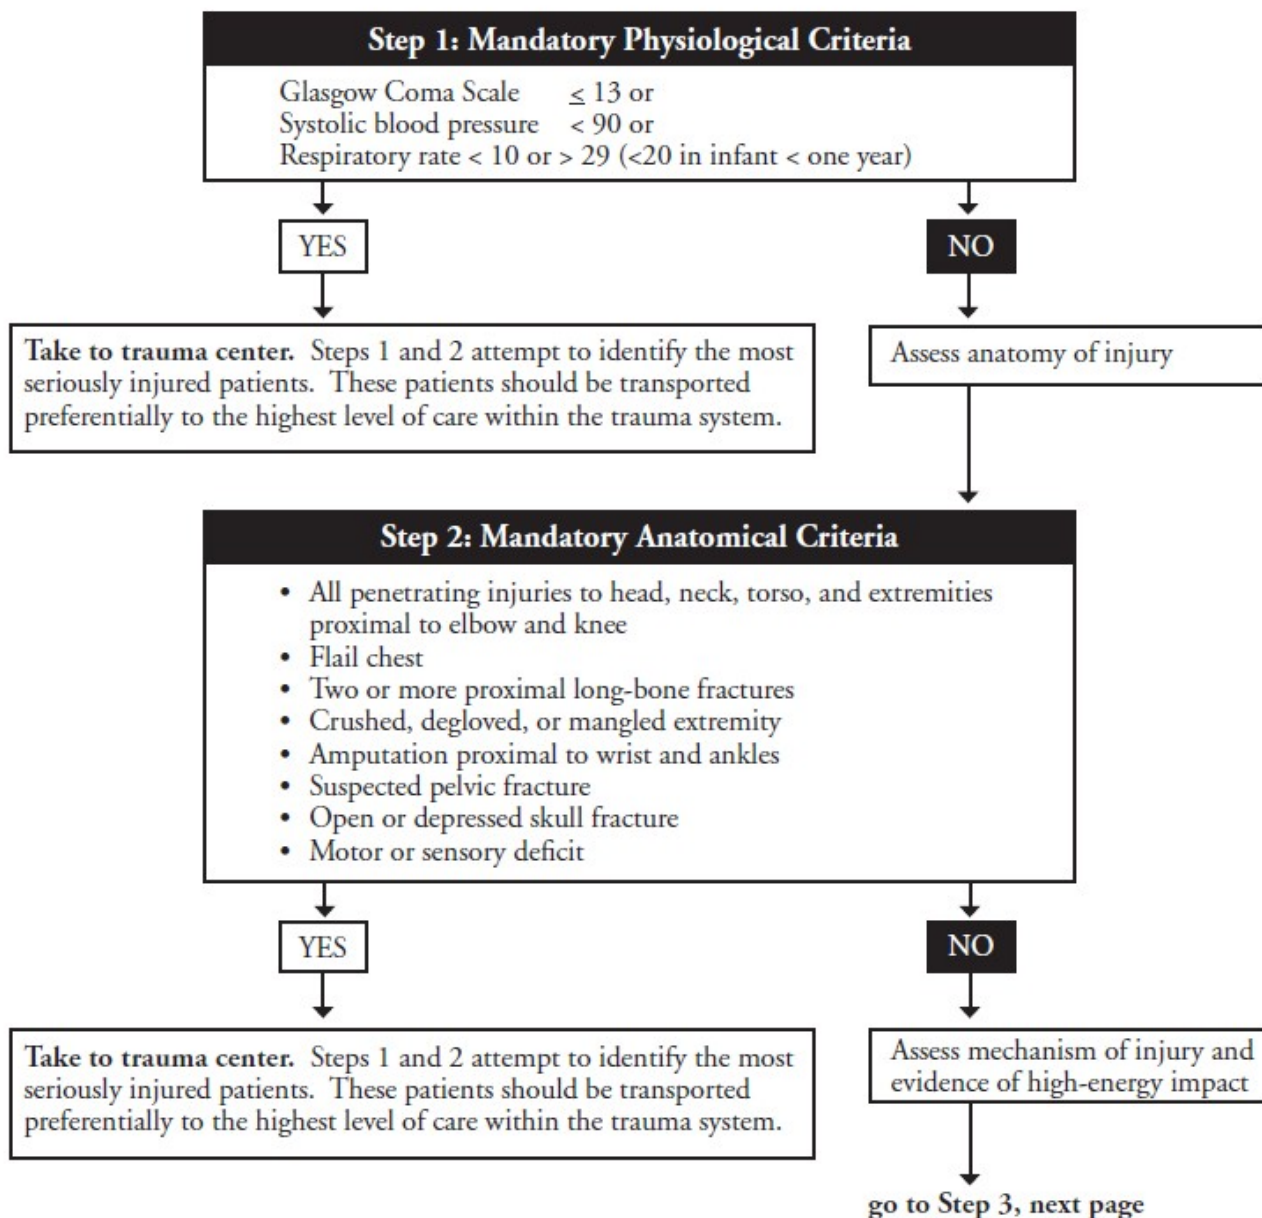 Step 1: Mandatory Physiological Criteria
Glasgow Coma Scale ≤ 13 or
Systolic blood pressure < 90 or
Respiratory rate < 10 or > 29 (<20 in infant < one year)
YES
NO
Take to trauma center. Steps 1 and 2 attempt to identify the most
seriously injured patients. These patients should be transported
preferentially to the highest level of care within the trauma system.
Assess anatomy of injury
Step 2: Mandatory Anatomical Criteria
• All penetrating injuries to head, neck, torso, and extremities
proximal to elbow and knee
• Flail chest
• Two or more proximal long-bone fractures
• Crushed, degloved, or mangled extremity
• Amputation proximal to wrist and ankles
• Suspected pelvic fracture
• Open or depressed skull fracture
• Motor or sensory deficit
YES
NO
Take to trauma center. Steps 1 and 2 attempt to identify the most
seriously injured patients. These patients should be transported
preferentially to the highest level of care within the trauma system.
Assess mechanism of injury and
evidence of high-energy impact
go to Step 3, next page